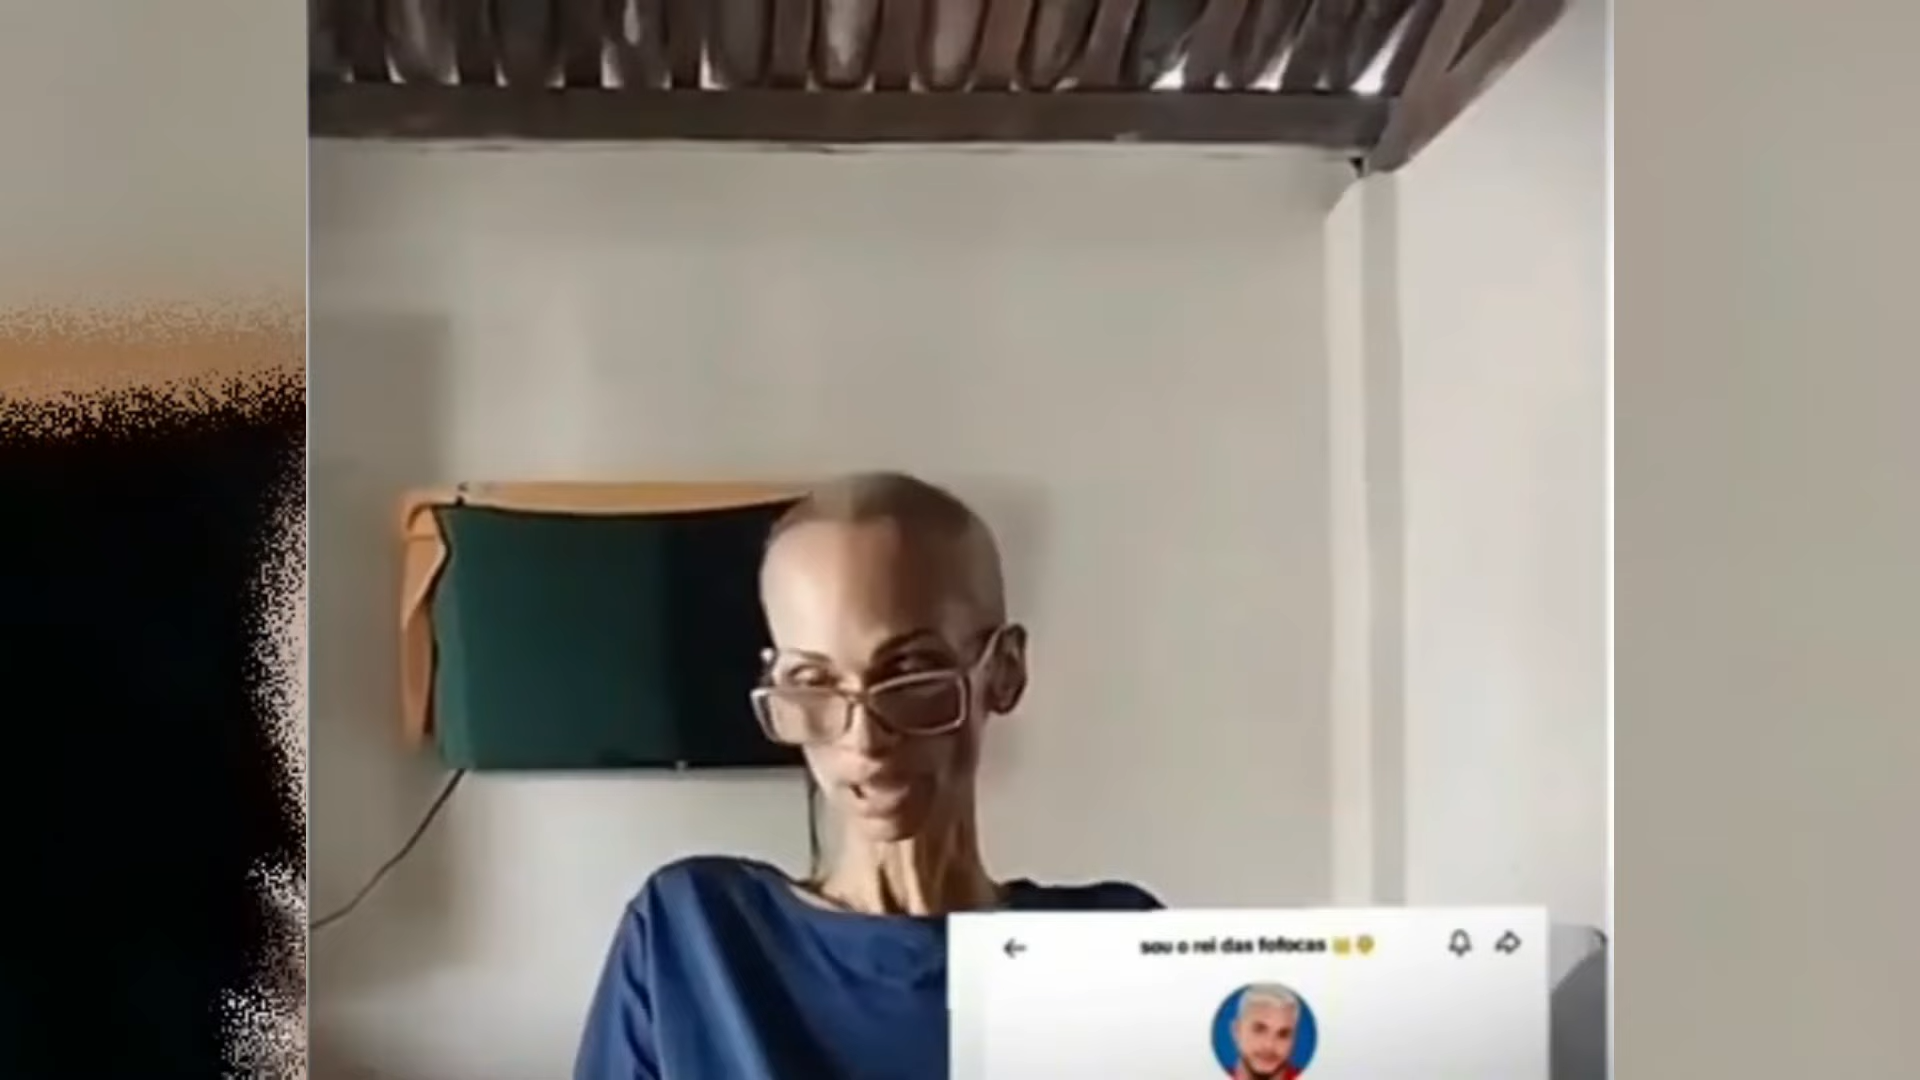 sou o rei das fofocas 👑🤩